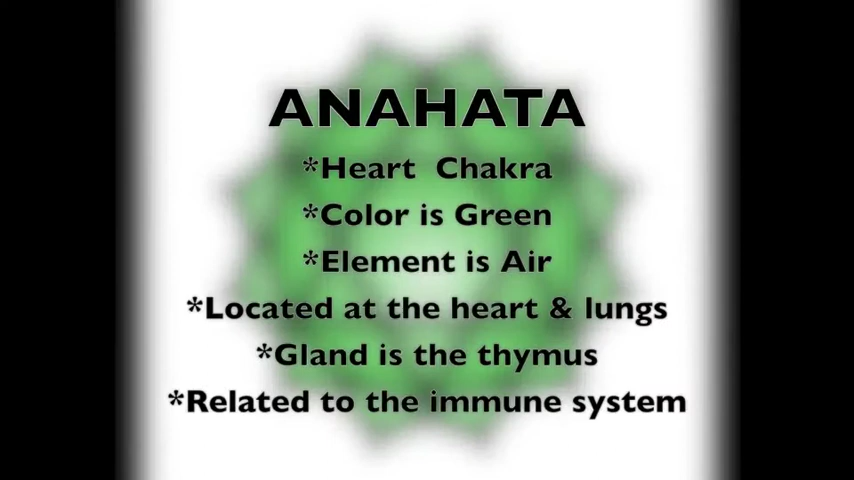 ANAHATA
*Heart Chakra
*Color is Green
*Element is Air
*Located at the heart & lungs
*Gland is the thymus
*Related to the immune system